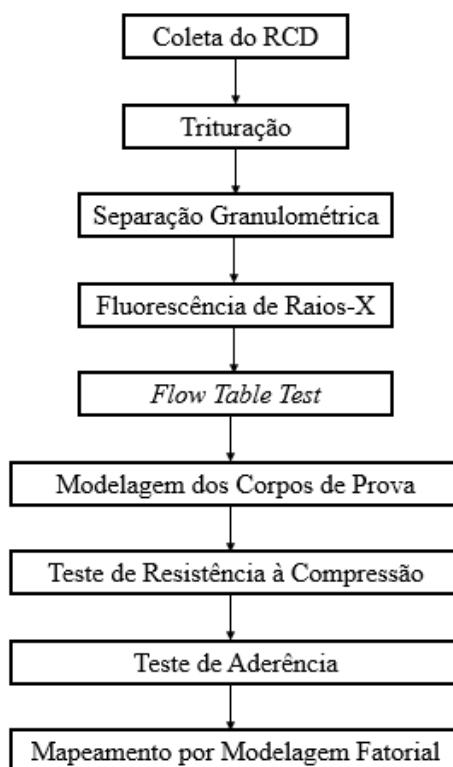 Coleta do RCD
Trituração
Separação Granulométrica
Fluorescência de Raios-X
Flow Table Test
Modelagem dos Corpos de Prova
Teste de Resistência à Compressão
Teste de Aderência
Mapeamento por Modelagem Fatorial